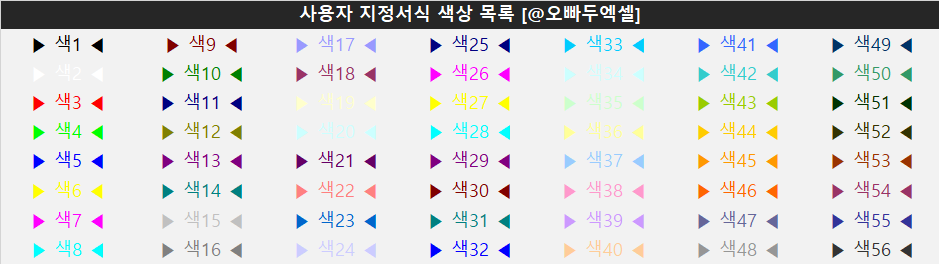 사용자 지정서식 색상 목록 [@오빠두엑셀]
▶ 색1 ◀ ▶ 색9 ◀ ▶ 색17 ◀ ▶ 색25 ◀ ▶ 색33 ◀ ▶ 색41 ◀ ▶ 색49 ◀
▶ 색2 ◀ ▶ 색10 ◀ ▶ 색18 ◀ ▶ 색26 ◀ ▶ 색34 ◀ ▶ 색42 ◀ ▶ 색50 ◀
▶ 색3 ◀ ▶ 색11 ◀ ▶ 색19 ◀ ▶ 색27 ◀ ▶ 색35 ◀ ▶ 색43 ◀ ▶ 색51 ◀
▶ 색4 ◀ ▶ 색12 ◀ ▶ 색20 ◀ ▶ 색28 ◀ ▶ 색36 ◀ ▶ 색44 ◀ ▶ 색52 ◀
▶ 색5 ◀ ▶ 색13 ◀ ▶ 색21 ◀ ▶ 색29 ◀ ▶ 색37 ◀ ▶ 색45 ◀ ▶ 색53 ◀
▶ 색6 ◀ ▶ 색14 ◀ ▶ 색22 ◀ ▶ 색30 ◀ ▶ 색38 ◀ ▶ 색46 ◀ ▶ 색54 ◀
▶ 색7 ◀ ▶ 색15 ◀ ▶ 색23 ◀ ▶ 색31 ◀ ▶ 색39 ◀ ▶ 색47 ◀ ▶ 색55 ◀
▶ 색8 ◀ ▶ 색16 ◀ ▶ 색24 ◀ ▶ 색32 ◀ ▶ 색40 ◀ ▶ 색48 ◀ ▶ 색56 ◀